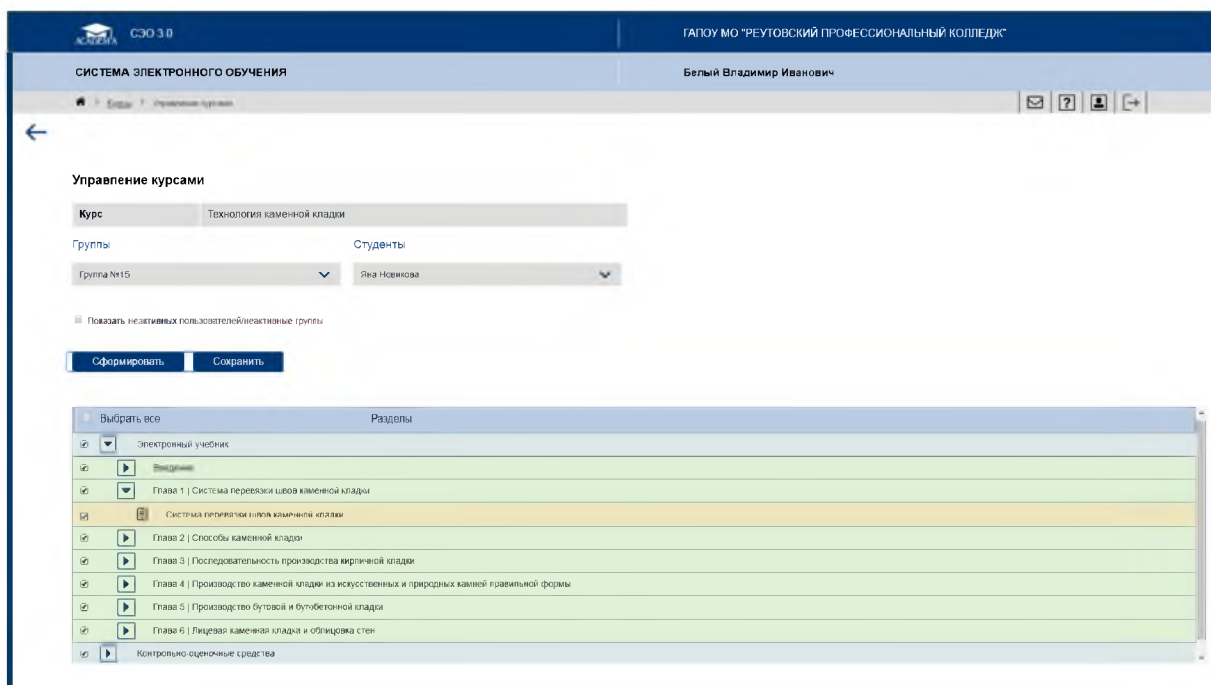 ACADEMIA СЭО 3.0 ГАПОУ МО "РЕУТОВСКИЙ ПРОФЕССИОНАЛЬНЫЙ КОЛЛЕДЖ"
СИСТЕМА ЭЛЕКТРОННОГО ОБУЧЕНИЯ Белый Владимир Иванович
Курсы Управление курсами
Управление курсами
Курс Технология каменной кладки
Группы Студенты
Группа №15 Яна Новикова
Показать неактивных пользователей/неактивные группы
Сформировать Сохранить
Выбрать все Разделы
Электронный учебник
Введение
Глава 1 | Система перевязки швов каменной кладки
Система перевязки швов каменной кладки
Глава 2 | Способы каменной кладки
Глава 3 | Последовательность производства кирпичной кладки
Глава 4 | Производство каменной кладки из искусственных и природных камней правильной формы
Глава 5 | Производство бутовой и бутобетонной кладки
Глава 6 | Лицевая каменная кладка и облицовка стен
Контрольно-оценочные средства